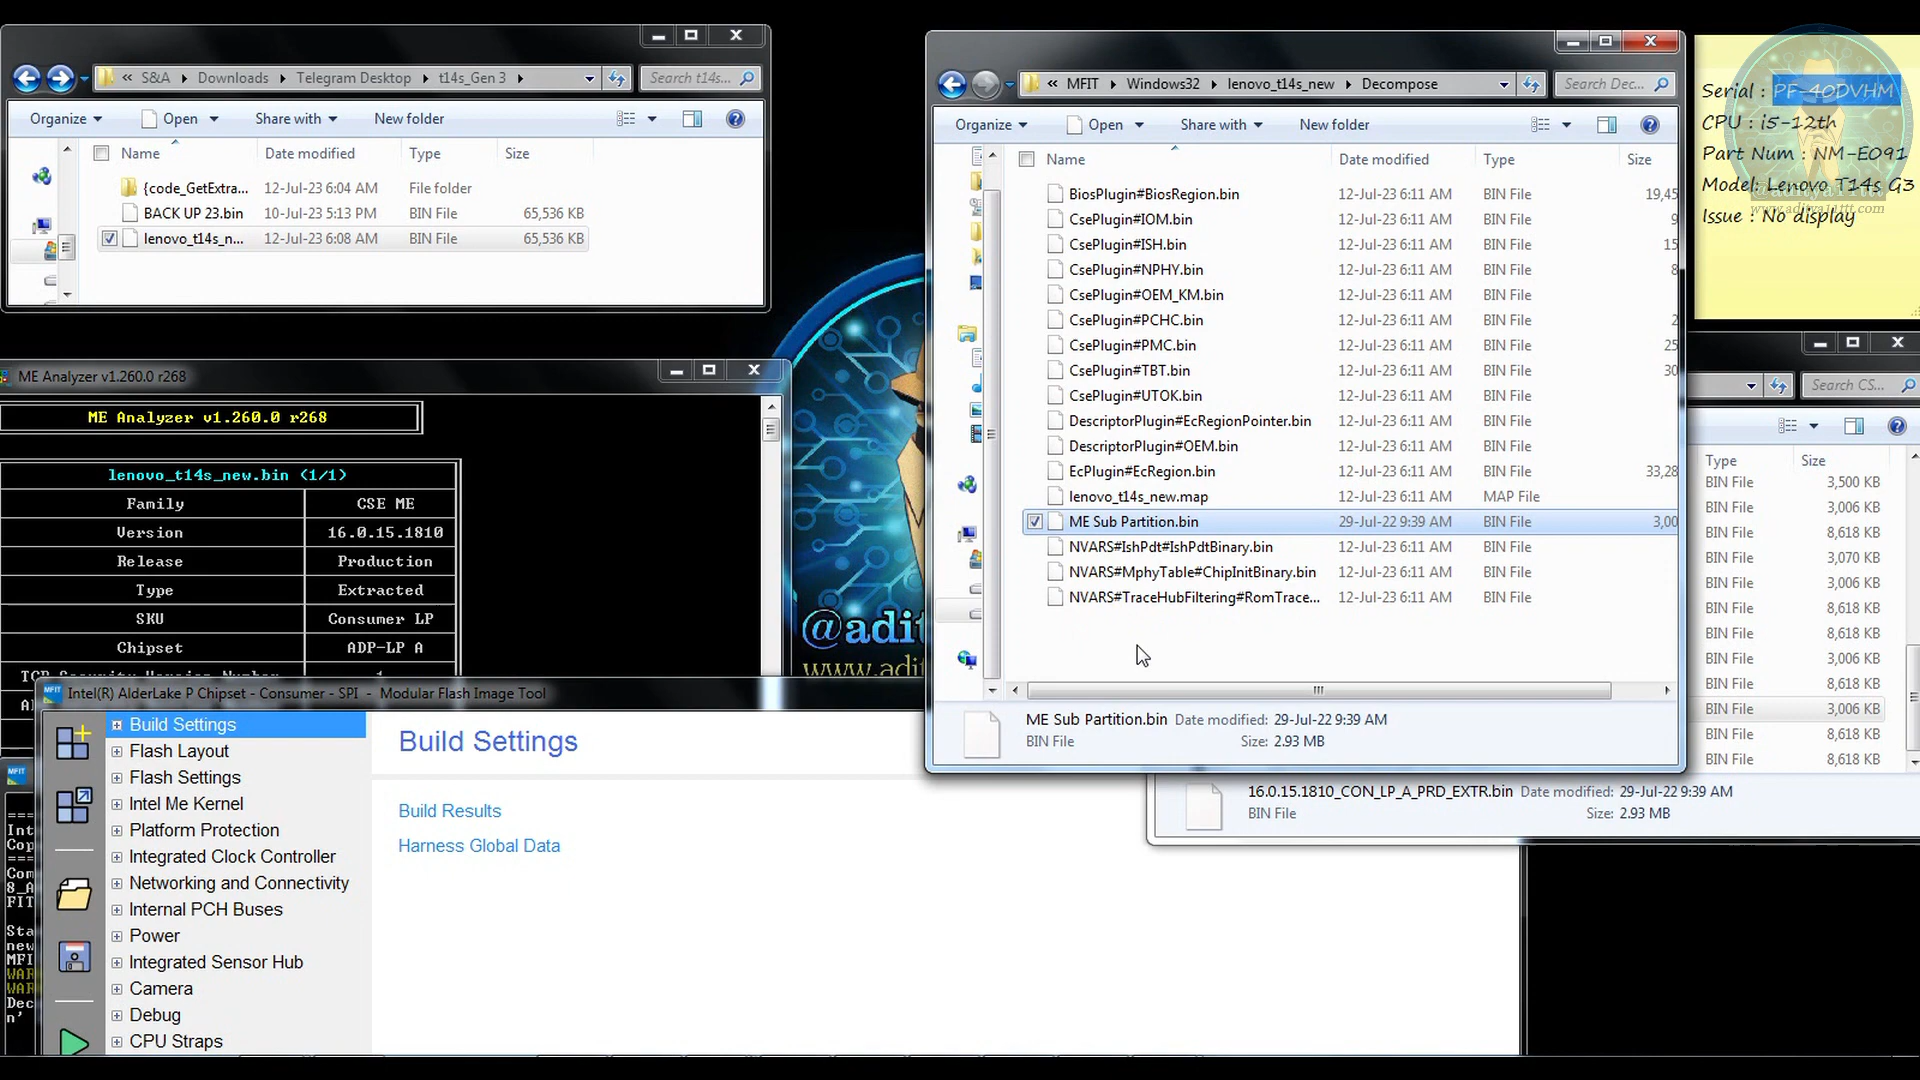 « S&A ▸ Downloads ▸ Telegram Desktop ▸ t14s_Gen 3 ▸
Search t14s...
Organize Open Share with New folder
Name Date modified Type Size
{code_GetExtra... 12-Jul-23 6:04 AM File folder
BACK UP 23.bin 10-Jul-23 5:13 PM BIN File 65,536 KB
lenovo_t14s_n... 12-Jul-23 6:08 AM BIN File 65,536 KB
ME Analyzer v1.260.0 r268
ME Analyzer v1.260.0 r268
lenovo_t14s_new.bin (1/1)
Family CSE ME
Version 16.0.15.1810
Release Production
Type Extracted
SKU Consumer LP
Chipset ADP-LP A
Intel(R) AlderLake P Chipset - Consumer - SPI - Modular Flash Image Tool
Build Settings
Flash Layout
Flash Settings
Intel Me Kernel
Platform Protection
Integrated Clock Controller
Networking and Connectivity
Internal PCH Buses
Power
Integrated Sensor Hub
Camera
Debug
CPU Straps
Build Settings
Build Results
Harness Global Data
« MFIT ▸ Windows32 ▸ lenovo_t14s_new ▸ Decompose
Search Dec...
Organize Open Share with New folder
Name Date modified Type Size
BiosPlugin#BiosRegion.bin 12-Jul-23 6:11 AM BIN File 19,45
CsePlugin#IOM.bin 12-Jul-23 6:11 AM BIN File 9
CsePlugin#ISH.bin 12-Jul-23 6:11 AM BIN File 15
CsePlugin#NPHY.bin 12-Jul-23 6:11 AM BIN File 8
CsePlugin#OEM_KM.bin 12-Jul-23 6:11 AM BIN File
CsePlugin#PCHC.bin 12-Jul-23 6:11 AM BIN File 2
CsePlugin#PMC.bin 12-Jul-23 6:11 AM BIN File 25
CsePlugin#TBT.bin 12-Jul-23 6:11 AM BIN File 30
CsePlugin#UTOK.bin 12-Jul-23 6:11 AM BIN File
DescriptorPlugin#EcRegionPointer.bin 12-Jul-23 6:11 AM BIN File
DescriptorPlugin#OEM.bin 12-Jul-23 6:11 AM BIN File
EcPlugin#EcRegion.bin 12-Jul-23 6:11 AM BIN File 33,28
lenovo_t14s_new.map 12-Jul-23 6:11 AM MAP File
ME Sub Partition.bin 29-Jul-22 9:39 AM BIN File 3,00
NVARS#IshPdt#IshPdtBinary.bin 12-Jul-23 6:11 AM BIN File
NVARS#MphyTable#ChipInitBinary.bin 12-Jul-23 6:11 AM BIN File
NVARS#TraceHubFiltering#RomTrace... 12-Jul-23 6:11 AM BIN File
ME Sub Partition.bin Date modified: 29-Jul-22 9:39 AM
BIN File Size: 2.93 MB
Serial : PF-40DVHM
CPU : i5-12th
Part Num : NM-E091
Model: Lenovo T14s G3
Issue : No display
@aditya11ttt
www.aditya11ttt.com
Search CS...
Type Size
BIN File 3,500 KB
BIN File 3,006 KB
BIN File 8,618 KB
BIN File 3,070 KB
BIN File 3,006 KB
BIN File 8,618 KB
BIN File 8,618 KB
BIN File 3,006 KB
BIN File 8,618 KB
BIN File 3,006 KB
BIN File 8,618 KB
BIN File 8,618 KB
16.0.15.1810_CON_LP_A_PRD_EXTR.bin Date modified: 29-Jul-22 9:39 AM
BIN File Size: 2.93 MB
@adit